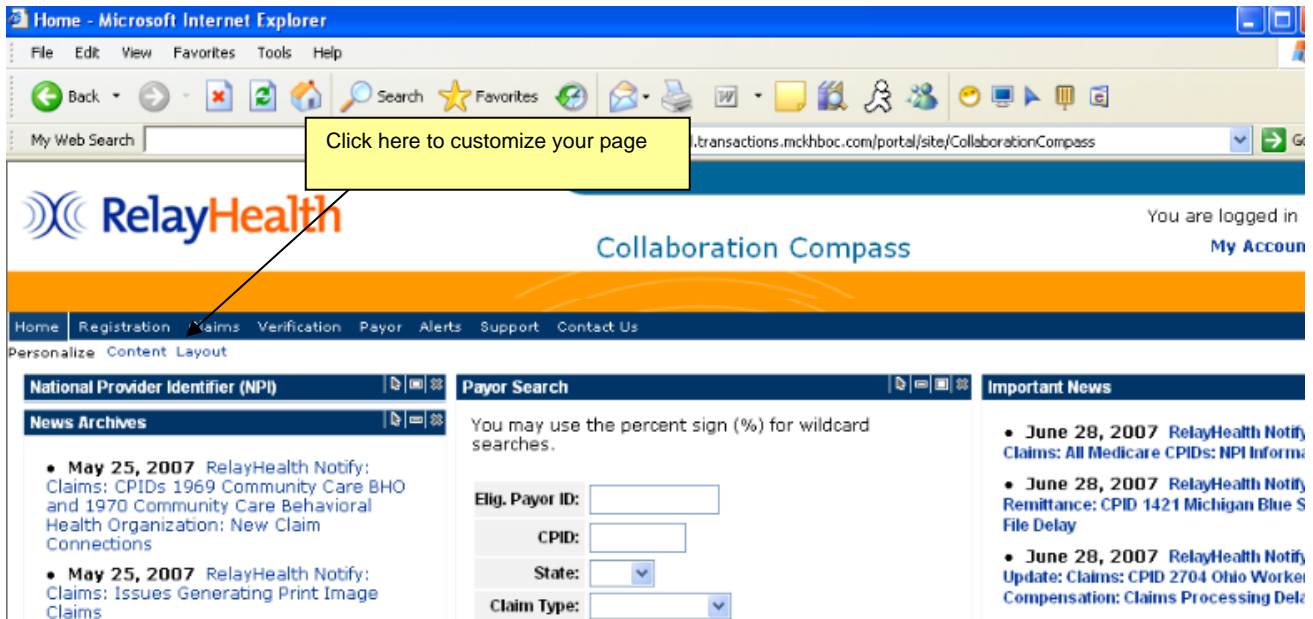 Home - Microsoft Internet Explorer
File Edit View Favorites Tools Help
Back Search Favorites
My Web Search
Click here to customize your page
.transactions.mckhboc.com/portal/site/CollaborationCompass
RelayHealth
You are logged in
Collaboration Compass
My Accoun
Home Registration Claims Verification Payor Alerts Support Contact Us
Personalize Content Layout
National Provider Identifier (NPI)
News Archives
• May 25, 2007 RelayHealth Notify:
Claims: CPIDs 1969 Community Care BHO
and 1970 Community Care Behavioral
Health Organization: New Claim
Connections
• May 25, 2007 RelayHealth Notify:
Claims: Issues Generating Print Image
Claims
Payor Search
You may use the percent sign (%) for wildcard
searches.
Elig. Payor ID:
CPID:
State:
Claim Type:
Important News
• June 28, 2007 RelayHealth Notify
Claims: All Medicare CPIDs: NPI Informa
• June 28, 2007 RelayHealth Notify
Remittance: CPID 1421 Michigan Blue S
File Delay
• June 28, 2007 RelayHealth Notify
Update: Claims: CPID 2704 Ohio Worker
Compensation: Claims Processing Dela